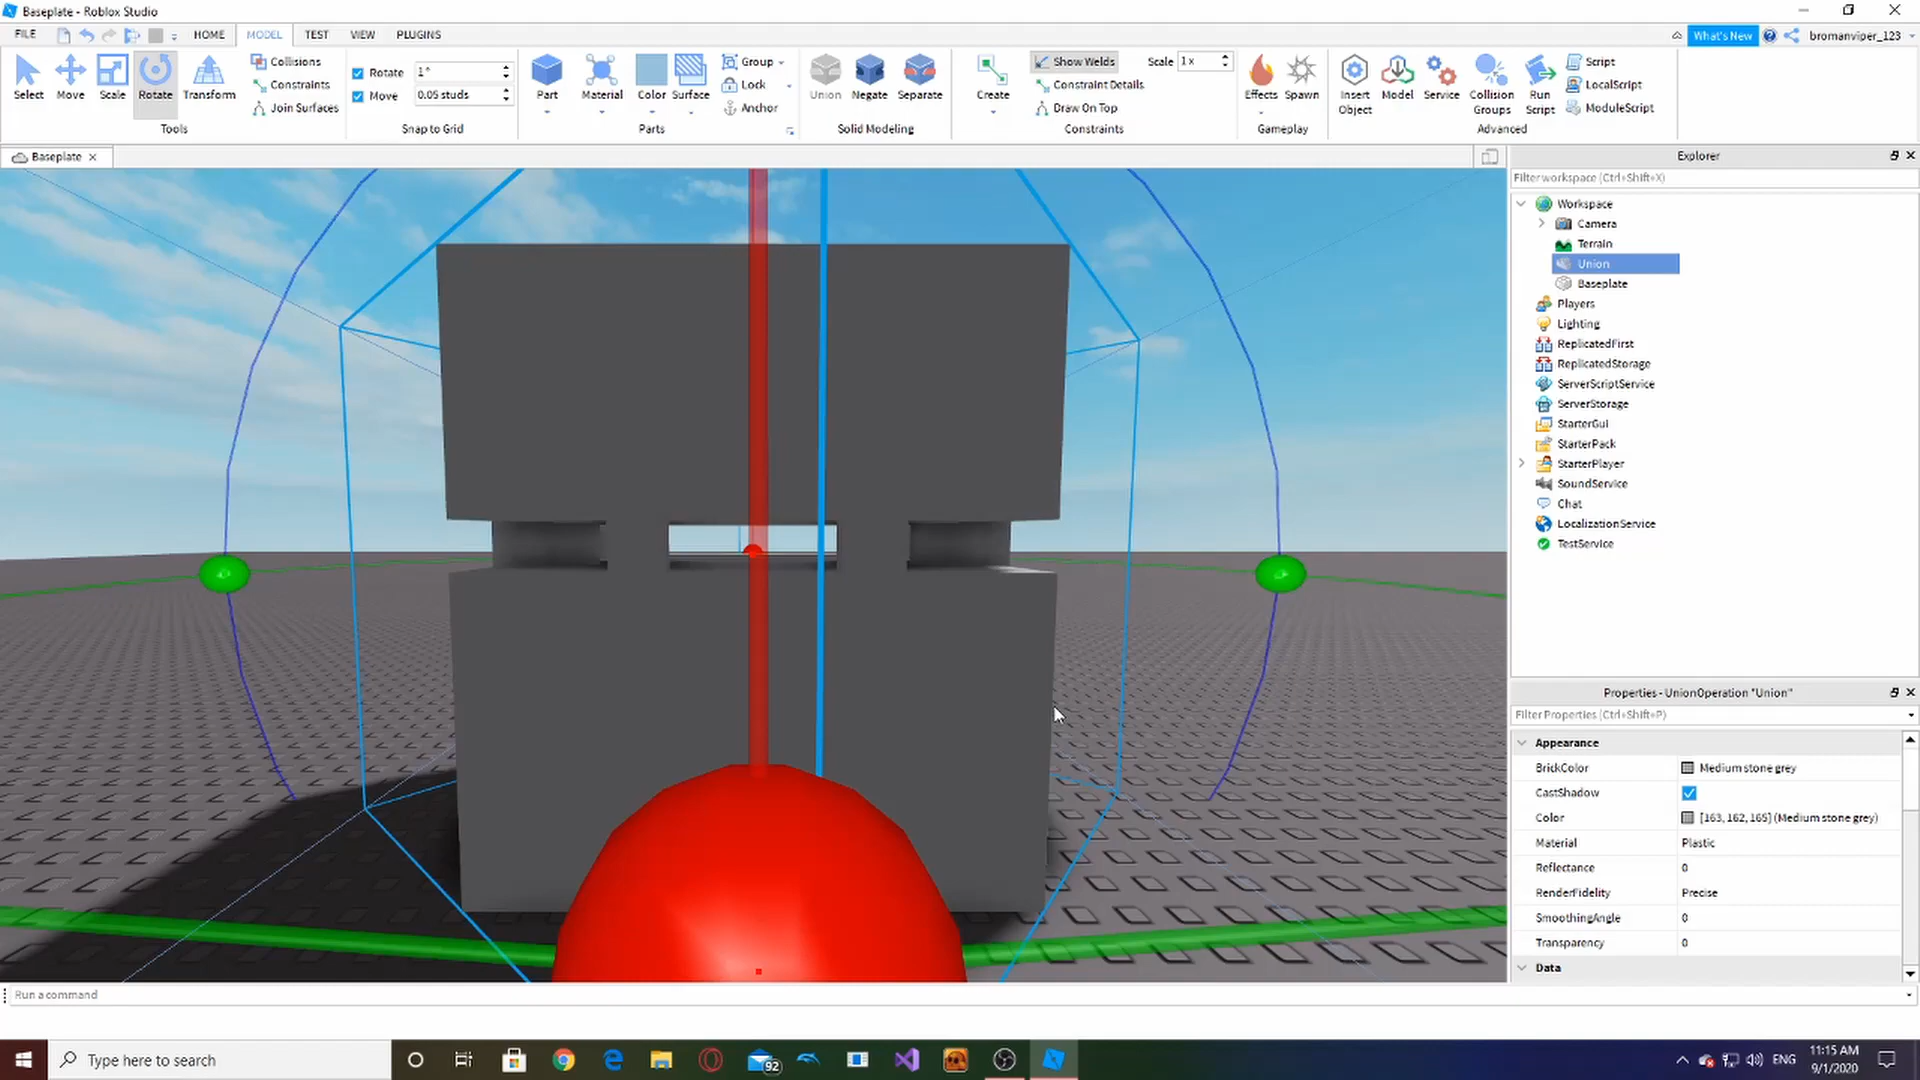 Baseplate - Roblox Studio
FILE HOME MODEL TEST VIEW PLUGINS What's New bromanviper_123
Select Move Scale Rotate Transform
Collisions
Constraints
Join Surfaces
Tools
Rotate 1°
Move 0.05 studs
Snap to Grid
Part Material Color Surface
Group
Lock
Anchor
Parts
Union Negate Separate
Solid Modeling
Create
Show Welds Scale 1x
Constraint Details
Draw On Top
Constraints
Effects Spawn
Gameplay
Insert Object Model Service Collision Groups Run Script
Script
LocalScript
ModuleScript
Advanced
Baseplate
Explorer
Filter workspace (Ctrl+Shift+X)
Workspace
Camera
Terrain
Union
Baseplate
Players
Lighting
ReplicatedFirst
ReplicatedStorage
ServerScriptService
ServerStorage
StarterGui
StarterPack
StarterPlayer
SoundService
Chat
LocalizationService
TestService
Properties - UnionOperation "Union"
Filter Properties (Ctrl+Shift+P)
Appearance
BrickColor Medium stone grey
CastShadow
Color [163, 162, 165] (Medium stone grey)
Material Plastic
Reflectance 0
RenderFidelity Precise
SmoothingAngle 0
Transparency 0
Data
Run a command
Type here to search
92
ENG
11:15 AM
9/1/2020